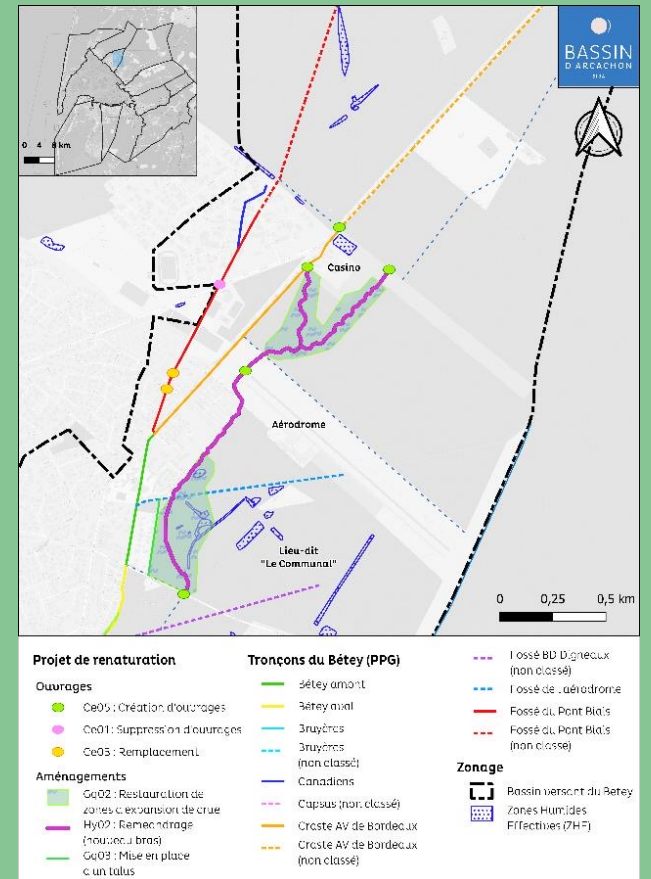 BASSIN
D'ARCACHON
0 4 8 km
Casino
Aérodrome
Lieu-dit
"Le Communal"
0 0,25 0,5 km
Projet de renaturation
Ouvrages
Ce05 : Création d'ouvrages
Ce01 : Suppression d'ouvrages
Ce03 : Remplacement
Aménagements
Gq02 : Restauration de
zones d'expansion de crue
Hy02 : Remeandrage
(nouveau bras)
Gq03 : Mise en place
d'un talus
Tronçons du Bétey (PPG)
Bétey amont
Bétey aval
Bruyères
Bruyères
(non classé)
Canadiens
Capsus (non classé)
Craste AV de Bordeaux
Craste AV de Bordeaux
(non classé)
Fossé BD Digneaux
(non classé)
Fossé de l'aérodrome
Fossé du Pont Blais
Fossé du Pont Blais
(non classé)
Zonage
Bassin versant du Betey
Zones Humides
Effectives (ZHE)